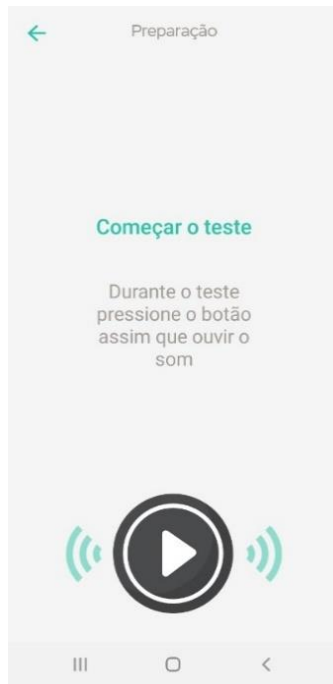 Preparação
Começar o teste
Durante o teste
pressione o botão
assim que ouvir o
som